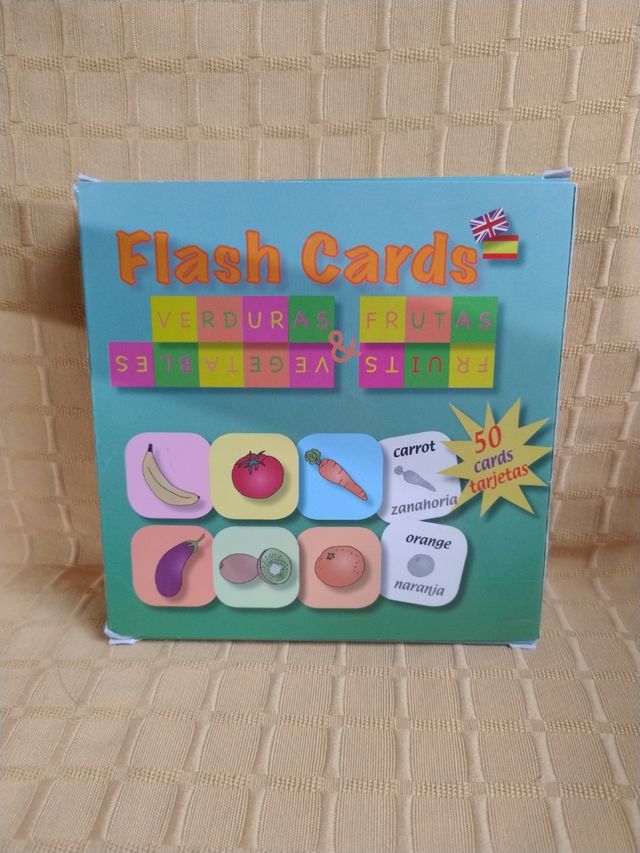 Flash Cards
VERDURAS & FRUTAS
VEGETABLES FRUITS
50
cards
tarjetas
carrot
zanahoria
orange
naranja